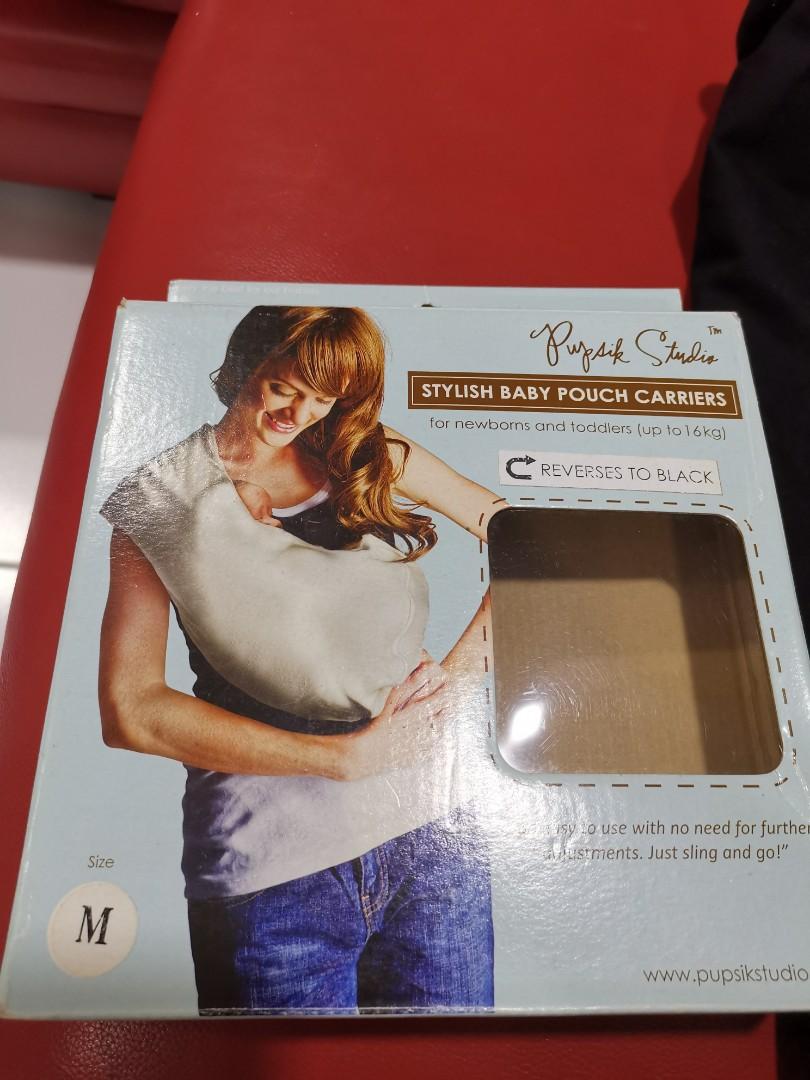 Pupsik Studio™
STYLISH BABY POUCH CARRIERS
for newborns and toddlers (up to 16kg)
REVERSES TO BLACK
to use with no need for further
adjustments. Just sling and go!”
Size
M
www.pupsikstudio